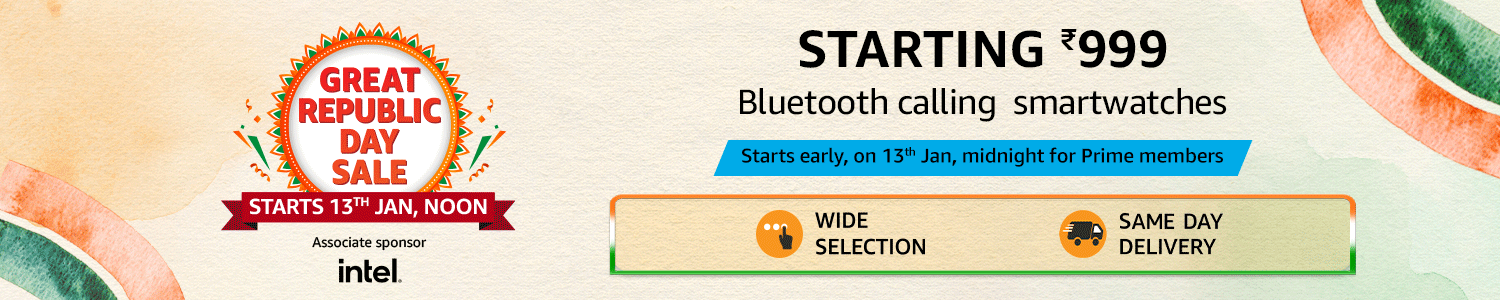 GREAT
REPUBLIC
DAY
SALE
STARTS 13TH JAN, NOON
Associate sponsor
intel.
STARTING ₹999
Bluetooth calling smartwatches
Starts early, on 13th Jan, midnight for Prime members
WIDE
SELECTION
SAME DAY
DELIVERY